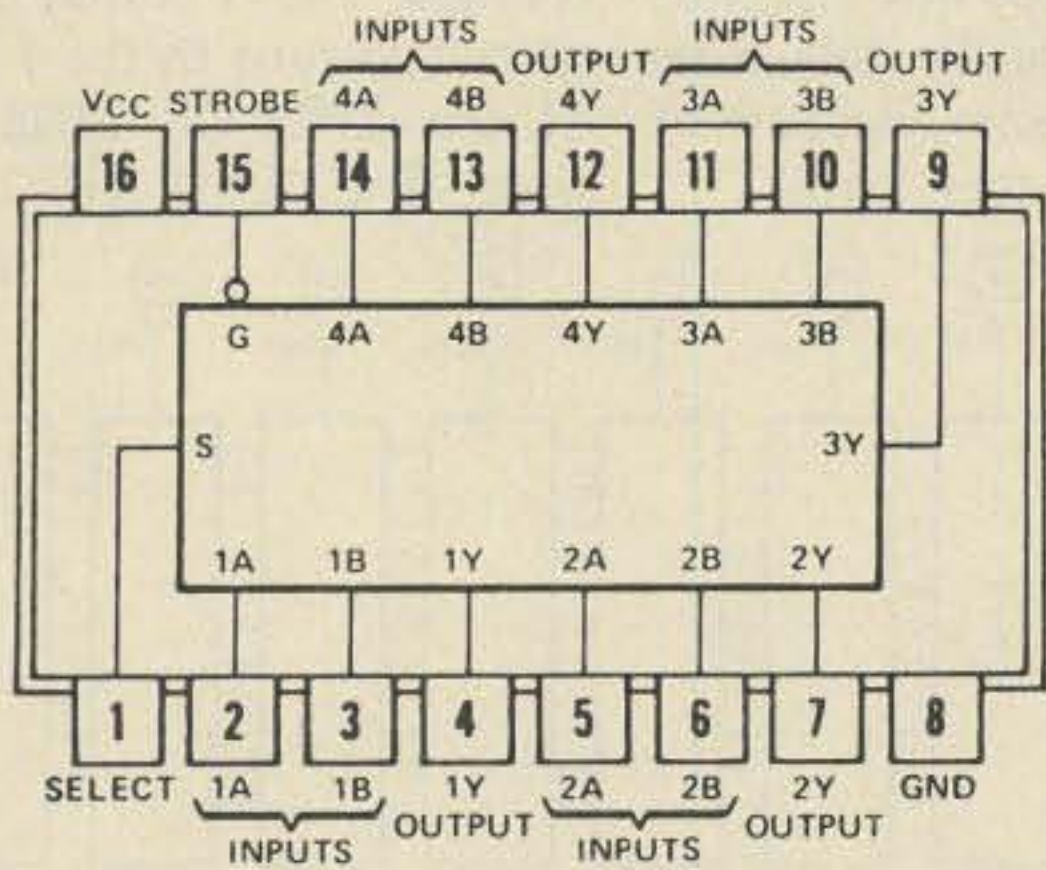 INPUTS INPUTS
OUTPUT OUTPUT
VCC STROBE 4A 4B 4Y 3A 3B 3Y
16 15 14 13 12 11 10 9
G 4A 4B 4Y 3A 3B
S 3Y
1A 1B 1Y 2A 2B 2Y
1 2 3 4 5 6 7 8
SELECT 1A 1B 1Y 2A 2B 2Y GND
OUTPUT OUTPUT
INPUTS INPUTS